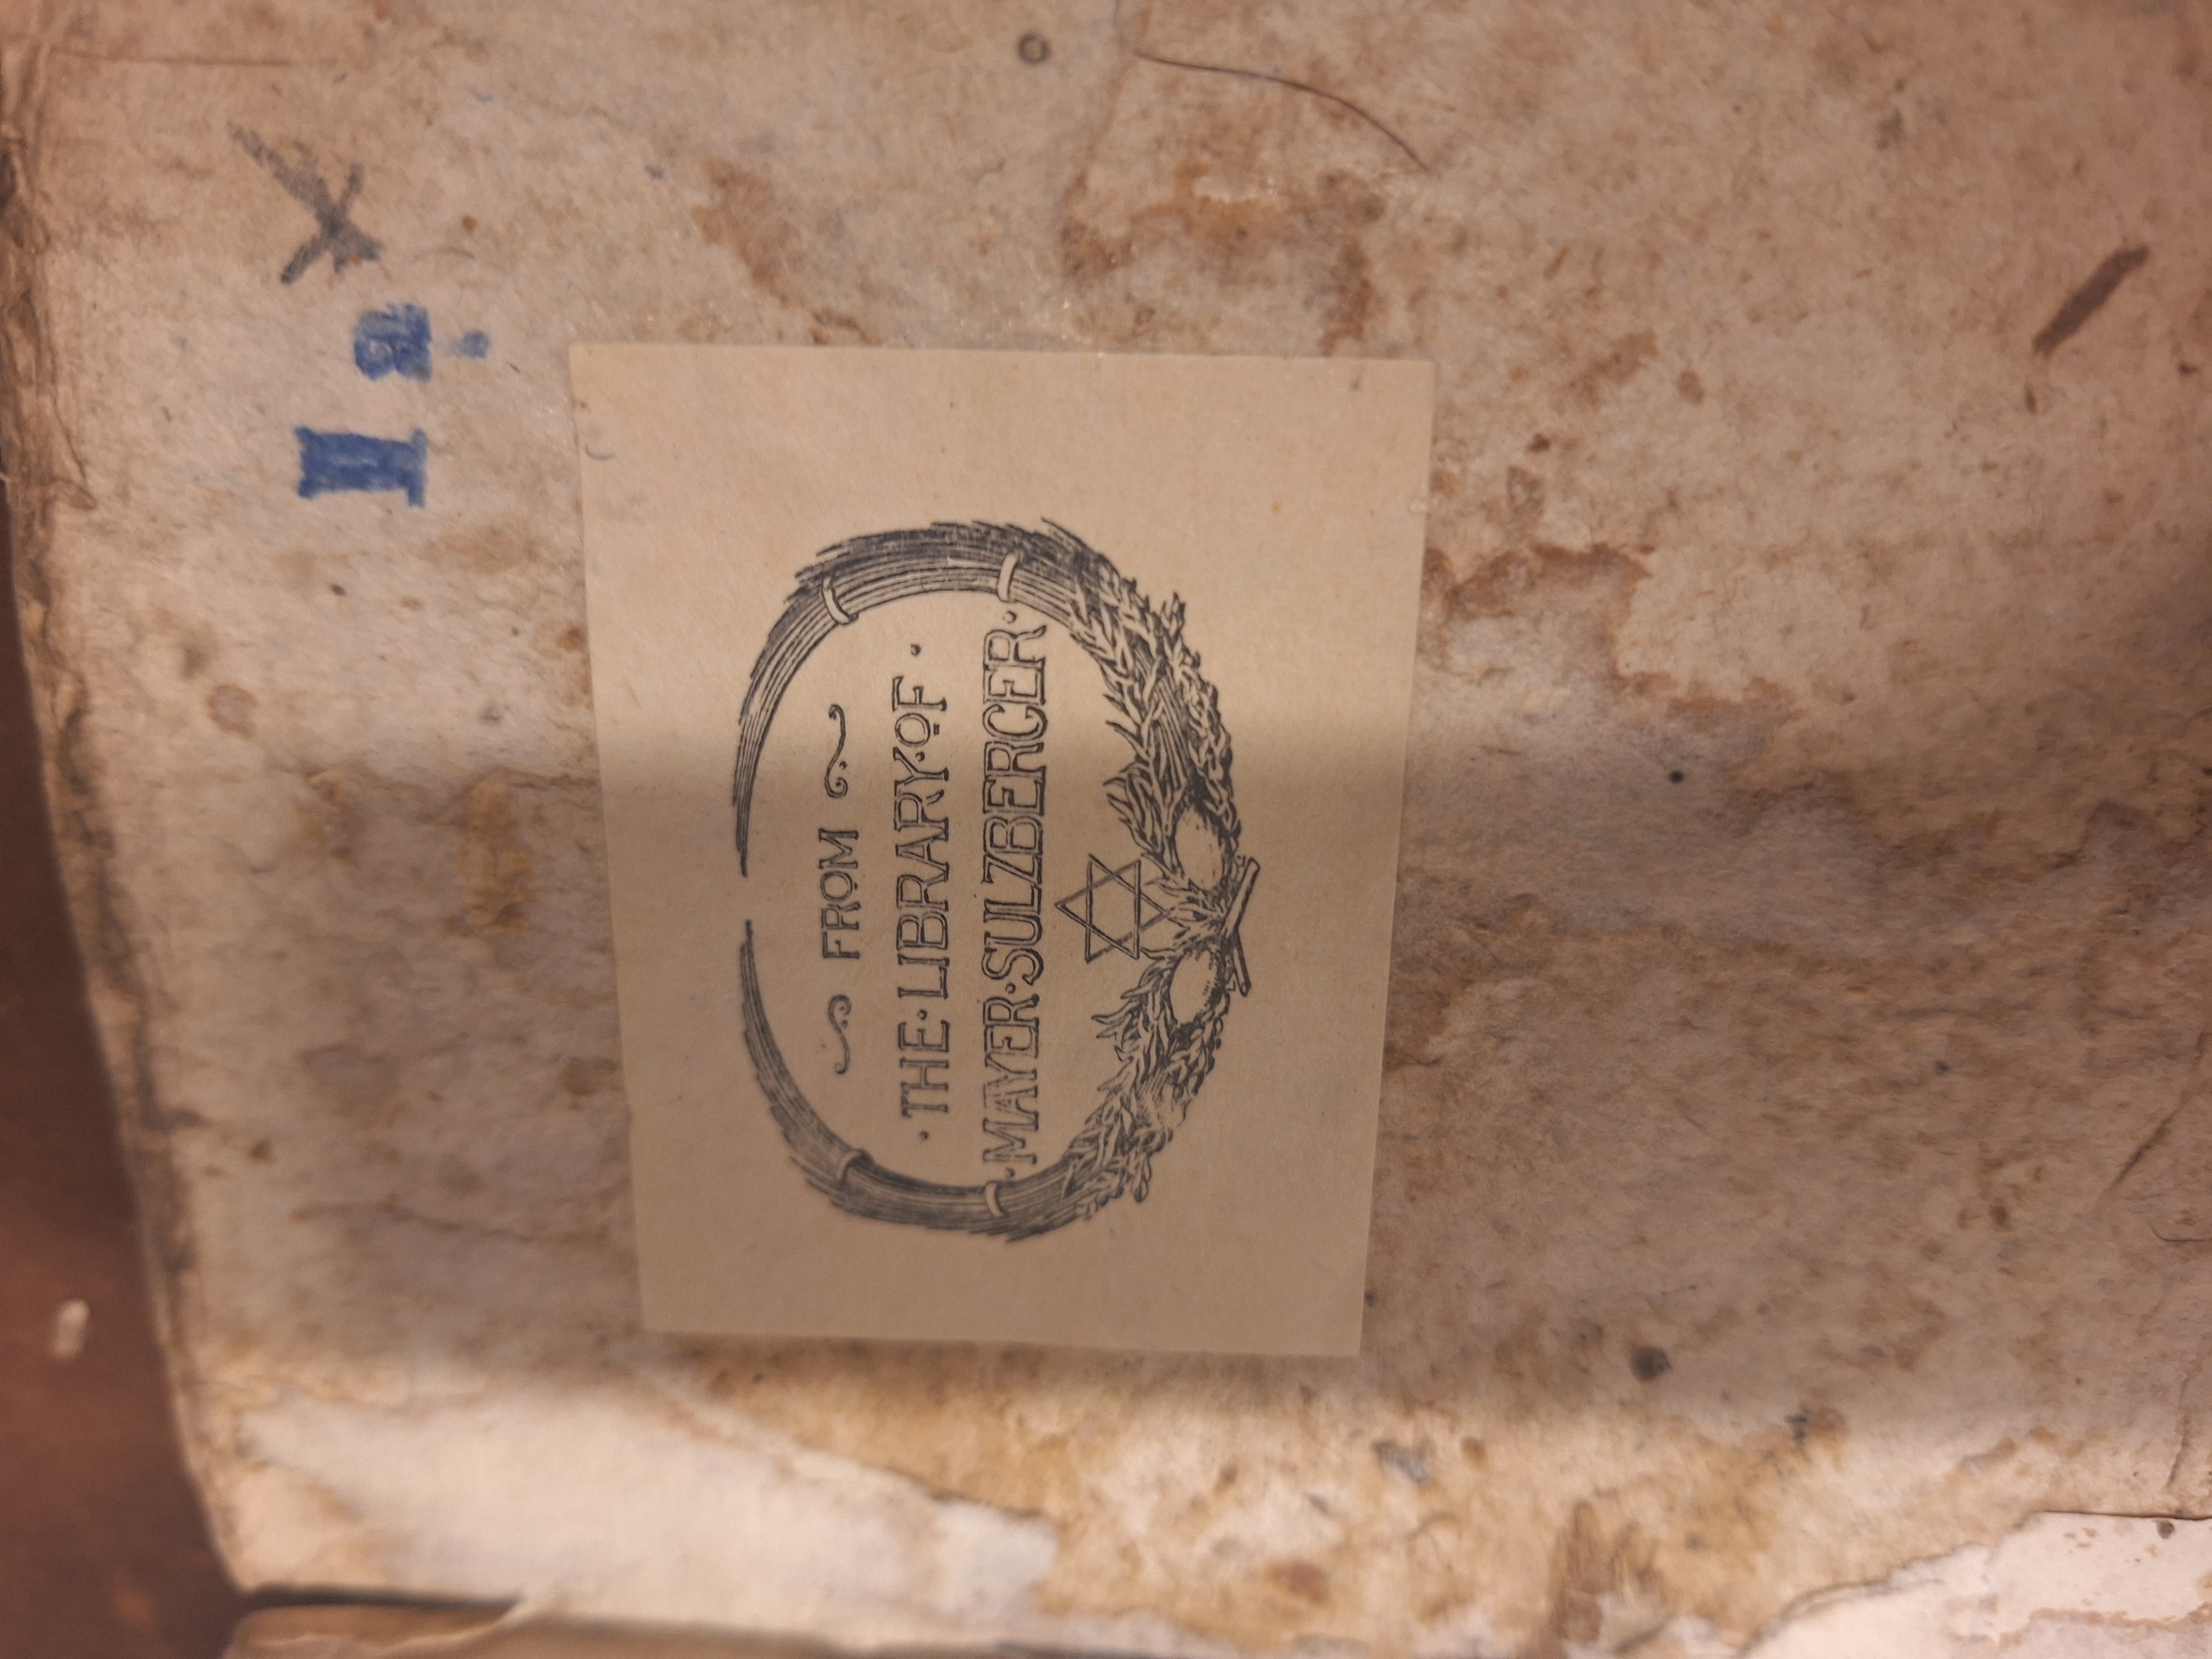 I a.
X
FROM
·THE·LIBRARY·OF·
·MAYER·SULZBERGER·